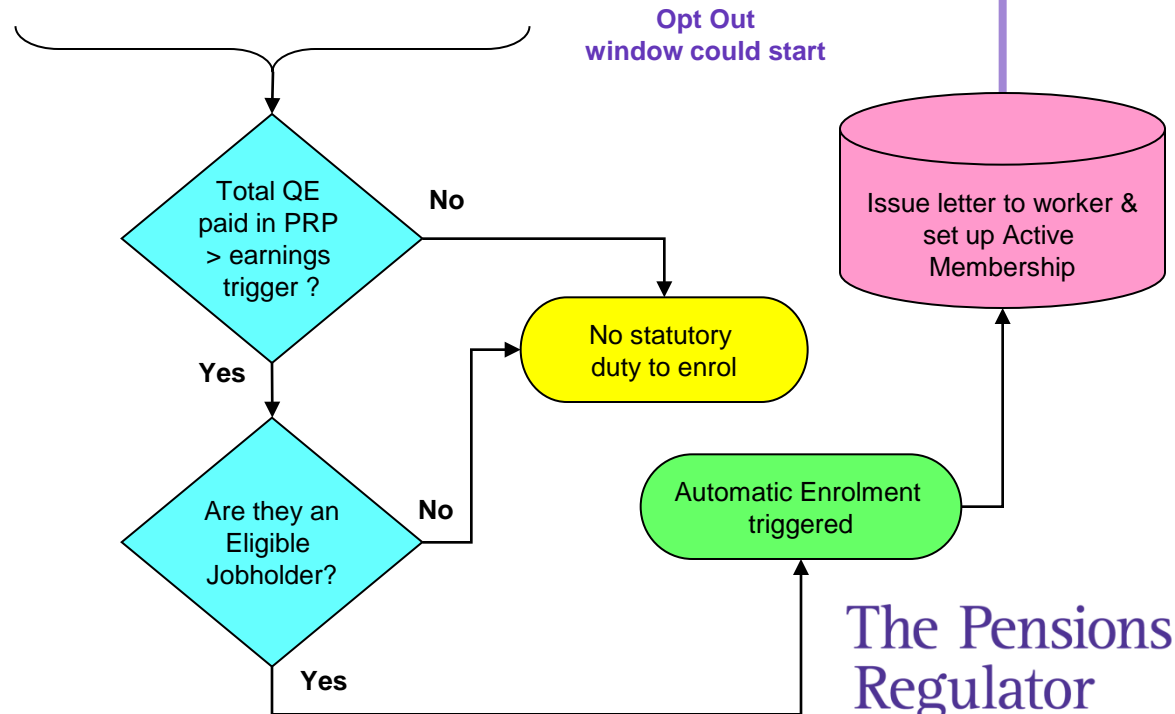 Opt Out
window could start
Total QE
paid in PRP
> earnings
trigger ?
No
Issue letter to worker &
set up Active
Membership
No statutory
duty to enrol
Yes
Are they an
Eligible
Jobholder?
No
Automatic Enrolment
triggered
Yes
The Pensions
Regulator